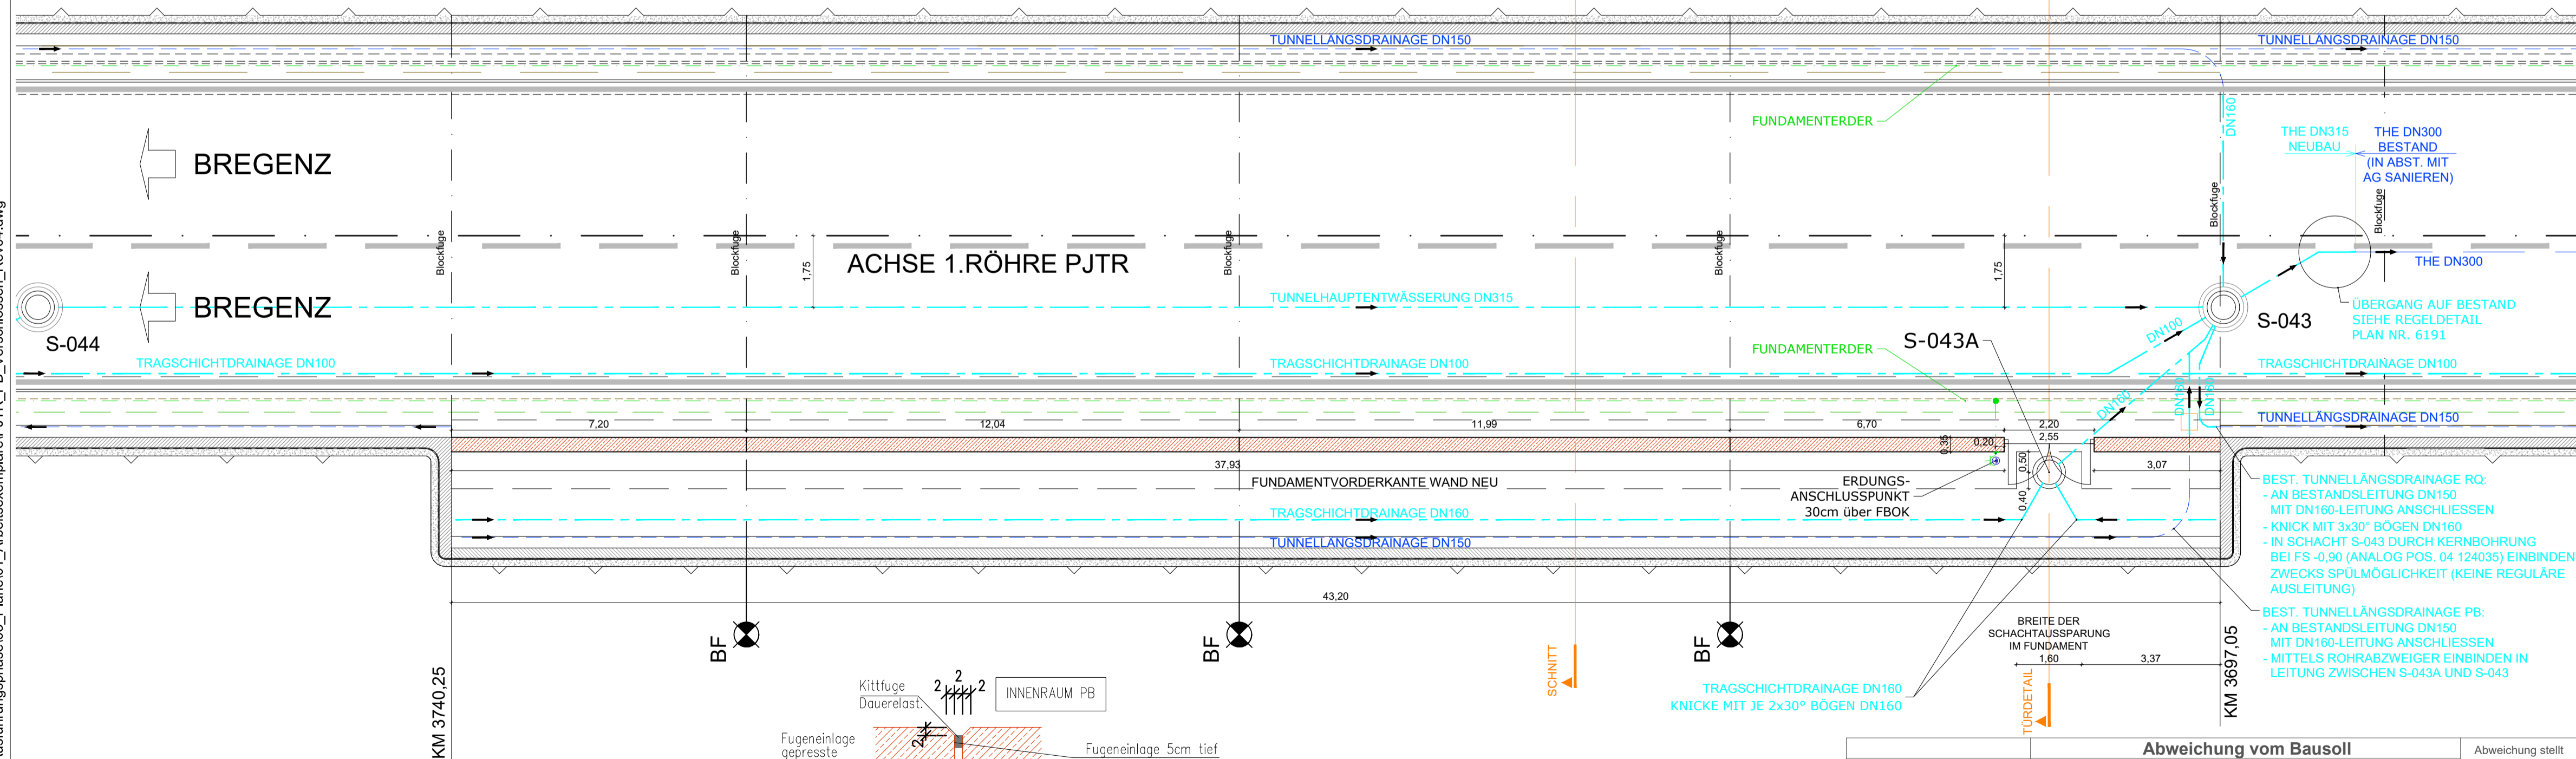 TUNNELLÄNGSDRAINAGE DN150
TUNNELLÄNGSDRAINAGE DN150
FUNDAMENTERDER
DN160
THE DN315
NEUBAU
THE DN300
BESTAND
(IN ABST. MIT
AG SANIEREN)
BREGENZ
Blockfuge
Blockfuge
Blockfuge
Blockfuge
Blockfuge
Blockfuge
1,75
ACHSE 1.RÖHRE PJTR
1,75
THE DN300
BREGENZ
TUNNELHAUPTENTWÄSSERUNG DN315
ÜBERGANG AUF BESTAND
SIEHE REGELDETAIL
PLAN NR. 6191
S-044
S-043A
S-043
DN100
FUNDAMENTERDER
TRAGSCHICHTDRAINAGE DN100
TRAGSCHICHTDRAINAGE DN100
TRAGSCHICHTDRAINAGE DN100
DN160
DN160
DN160
TUNNELLÄNGSDRAINAGE DN150
7,20
12,04
11,99
6,70
2,20
2,55
0,35
0,20
37,93
0,50
3,07
FUNDAMENTVORDERKANTE WAND NEU
ERDUNGS-
ANSCHLUSSPUNKT
30cm über FBOK
0,40
TRAGSCHICHTDRAINAGE DN160
TUNNELLÄNGSDRAINAGE DN150
BEST. TUNNELLÄNGSDRAINAGE RQ:
- AN BESTANDSLEITUNG DN150
MIT DN160-LEITUNG ANSCHLIESSEN
- KNICK MIT 3x30° BÖGEN DN160
- IN SCHACHT S-043 DURCH KERNBOHRUNG
BEI FS -0,90 (ANALOG POS. 04 124035) EINBINDEN
ZWECKS SPÜLMÖGLICHKEIT (KEINE REGULÄRE
AUSLEITUNG)
43,20
BEST. TUNNELLÄNGSDRAINAGE PB:
- AN BESTANDSLEITUNG DN150
MIT DN160-LEITUNG ANSCHLIESSEN
- MITTELS ROHRABZWEIGER EINBINDEN IN
LEITUNG ZWISCHEN S-043A UND S-043
BREITE DER
SCHACHTAUSSPARUNG
IM FUNDAMENT
1,60
3,37
BF
BF
BF
SCHNITT
TÜRDETAIL
KM 3740,25
KM 3697,05
TRAGSCHICHTDRAINAGE DN160
KNICKE MIT JE 2x30° BÖGEN DN160
Kittfuge
Dauerelast.
2
2
2
INNENRAUM PB
2
Fugeneinlage
gepresste
Fugeneinlage 5cm tief
Abweichung vom Bausoll
Abweichung stellt